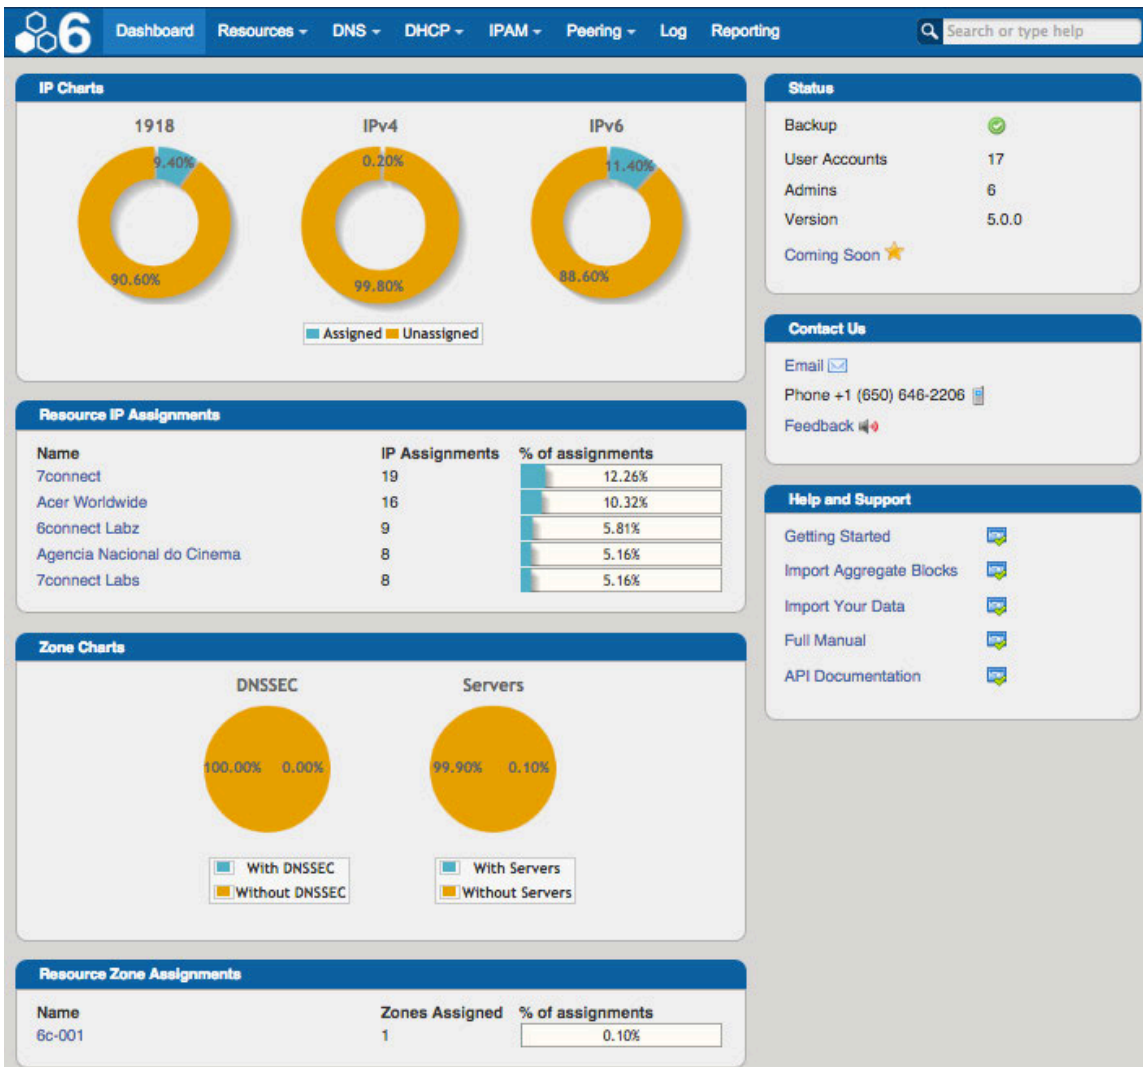 6 Dashboard Resources DNS DHCP IPAM Peering Log Reporting Search or type help
IP Charts
1918 IPv4 IPv6
9.40% 0.20% 11.40%
90.60% 99.80% 88.60%
Assigned Unassigned
Resource IP Assignments
Name IP Assignments % of assignments
7connect 19 12.26%
Acer Worldwide 16 10.32%
6connect Labz 9 5.81%
Agencia Nacional do Cinema 8 5.16%
7connect Labs 8 5.16%
Zone Charts
DNSSEC Servers
100.00% 0.00% 99.90% 0.10%
With DNSSEC With Servers
Without DNSSEC Without Servers
Resource Zone Assignments
Name Zones Assigned % of assignments
6c-001 1 0.10%
Status
Backup
User Accounts 17
Admins 6
Version 5.0.0
Coming Soon
Contact Us
Email
Phone +1 (650) 646-2206
Feedback
Help and Support
Getting Started
Import Aggregate Blocks
Import Your Data
Full Manual
API Documentation